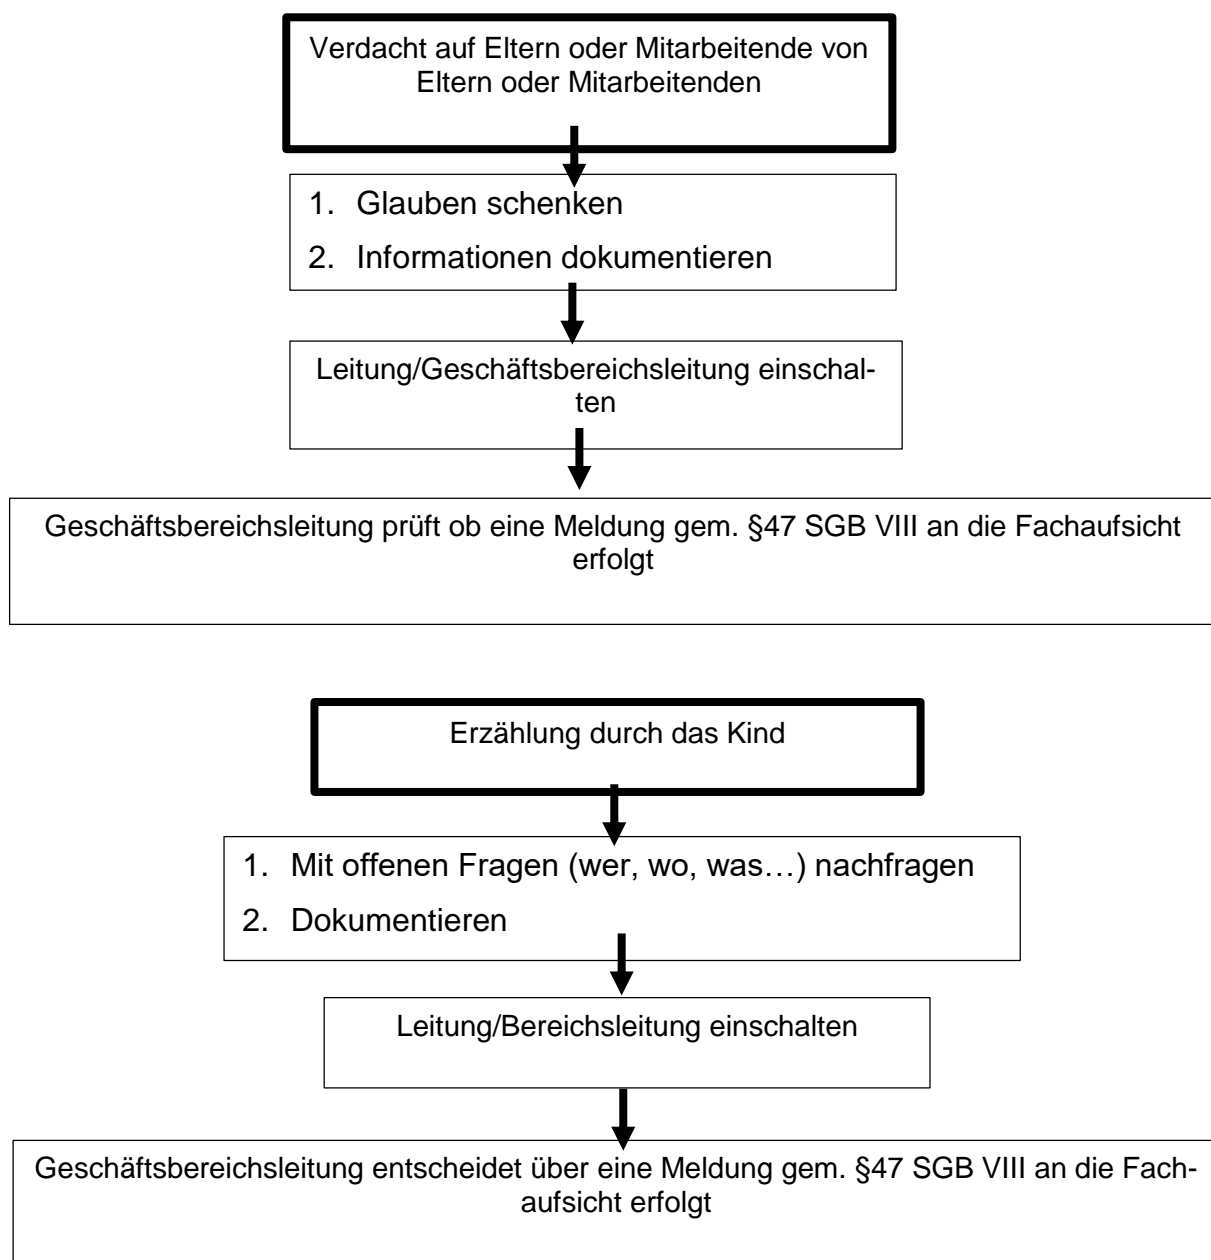 Verdacht auf Eltern oder Mitarbeitende von
Eltern oder Mitarbeitenden
1. Glauben schenken
2. Informationen dokumentieren
Leitung/Geschäftsbereichsleitung einschal-
ten
Geschäftsbereichsleitung prüft ob eine Meldung gem. §47 SGB VIII an die Fachaufsicht
erfolgt
Erzählung durch das Kind
1. Mit offenen Fragen (wer, wo, was…) nachfragen
2. Dokumentieren
Leitung/Bereichsleitung einschalten
Geschäftsbereichsleitung entscheidet über eine Meldung gem. §47 SGB VIII an die Fach-
aufsicht erfolgt